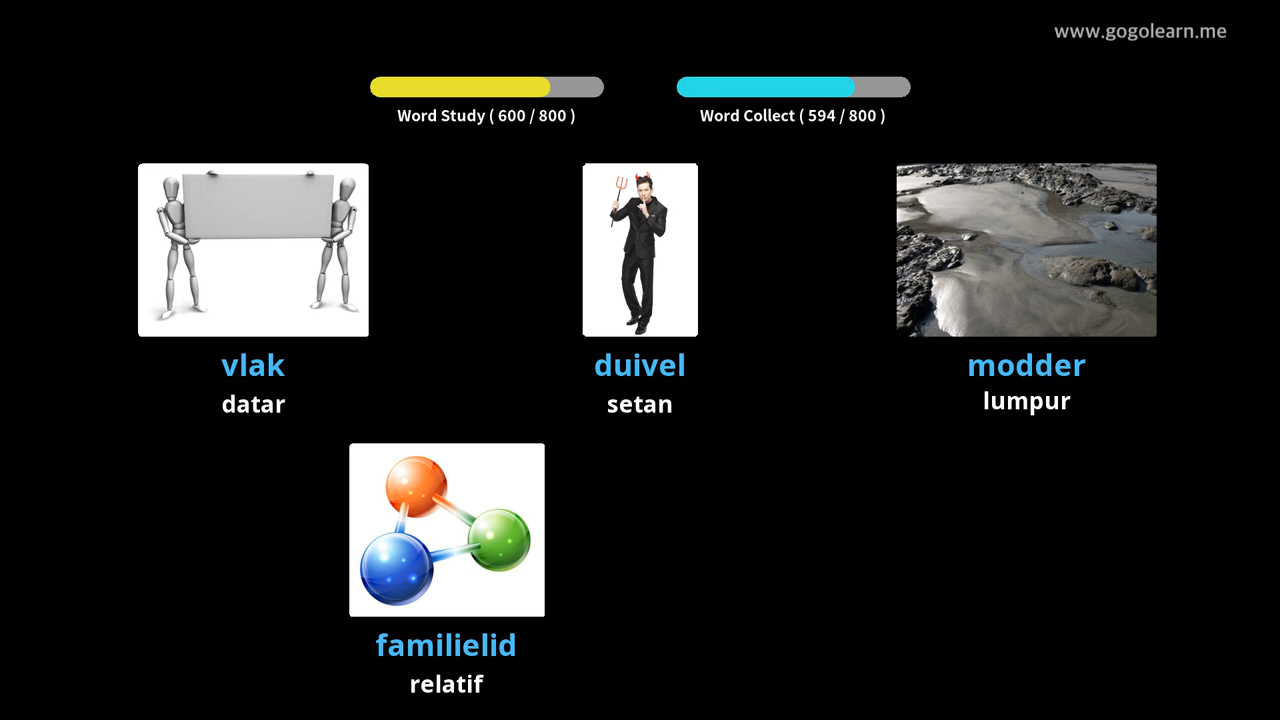 www.gogolearn.me
Word Study ( 600 / 800 )
Word Collect ( 594 / 800 )
vlak
datar
duivel
setan
modder
lumpur
familielid
relatif